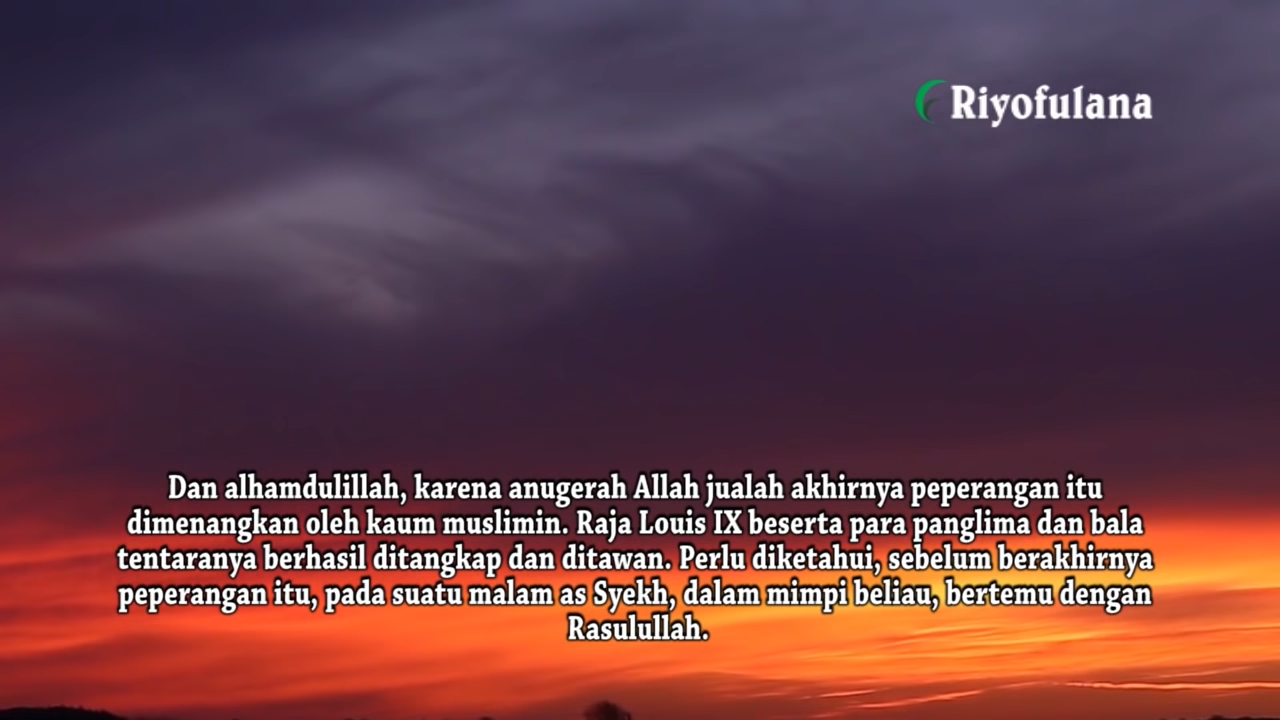 Riyofulana
Dan alhamdulillah, karena anugerah Allah jualah akhirnya peperangan itu
dimenangkan oleh kaum muslimin. Raja Louis IX beserta para panglima dan bala
tentaranya berhasil ditangkap dan ditawan. Perlu diketahui, sebelum berakhirnya
peperangan itu, pada suatu malam as Syekh, dalam mimpi beliau, bertemu dengan
Rasulullah.